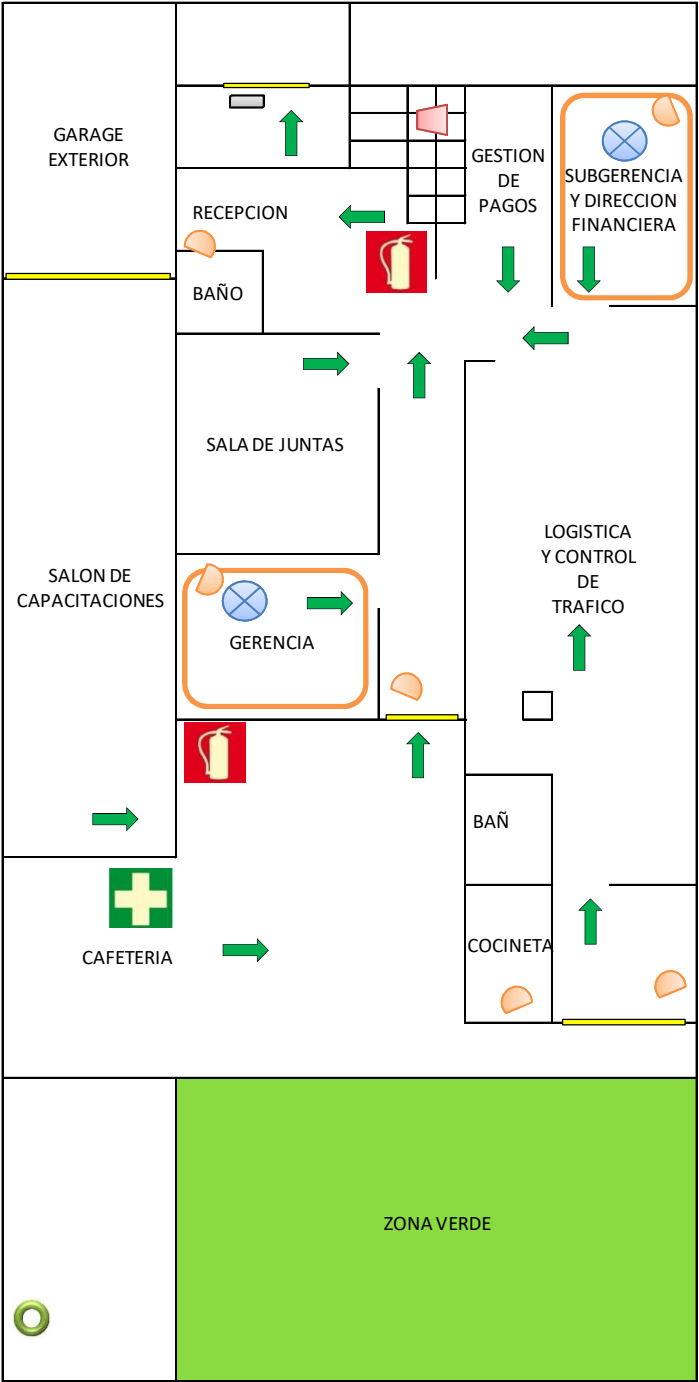 GARAGE
EXTERIOR
GESTION
DE
PAGOS
SUBGERENCIA
Y DIRECCION
FINANCIERA
RECEPCION
BAÑO
SALA DE JUNTAS
LOGISTICA
Y CONTROL
DE
TRAFICO
SALON DE
CAPACITACIONES
GERENCIA
BAÑ
COCINETA
CAFETERIA
ZONA VERDE